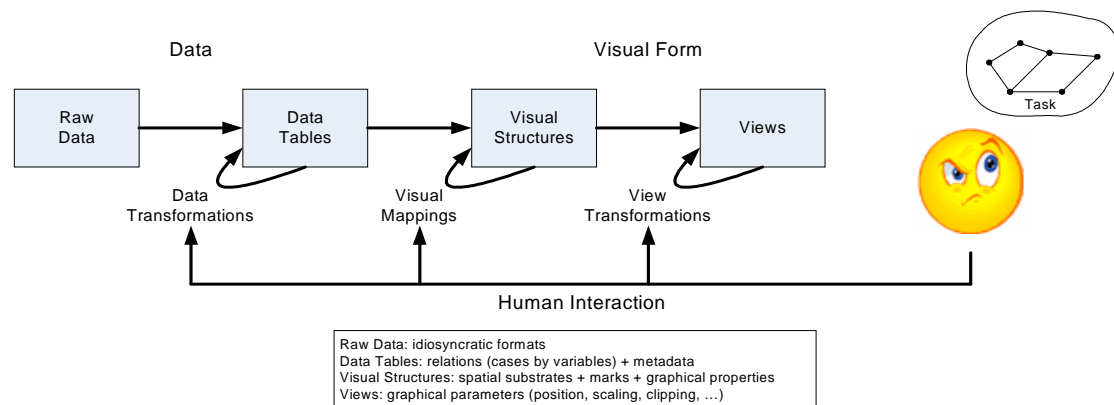 Data
Visual Form
Task
Raw
Data
Data
Tables
Visual
Structures
Views
Data
Transformations
Visual
Mappings
View
Transformations
Human Interaction
Raw Data: idiosyncratic formats
Data Tables: relations (cases by variables) + metadata
Visual Structures: spatial substrates + marks + graphical properties
Views: graphical parameters (position, scaling, clipping, …)